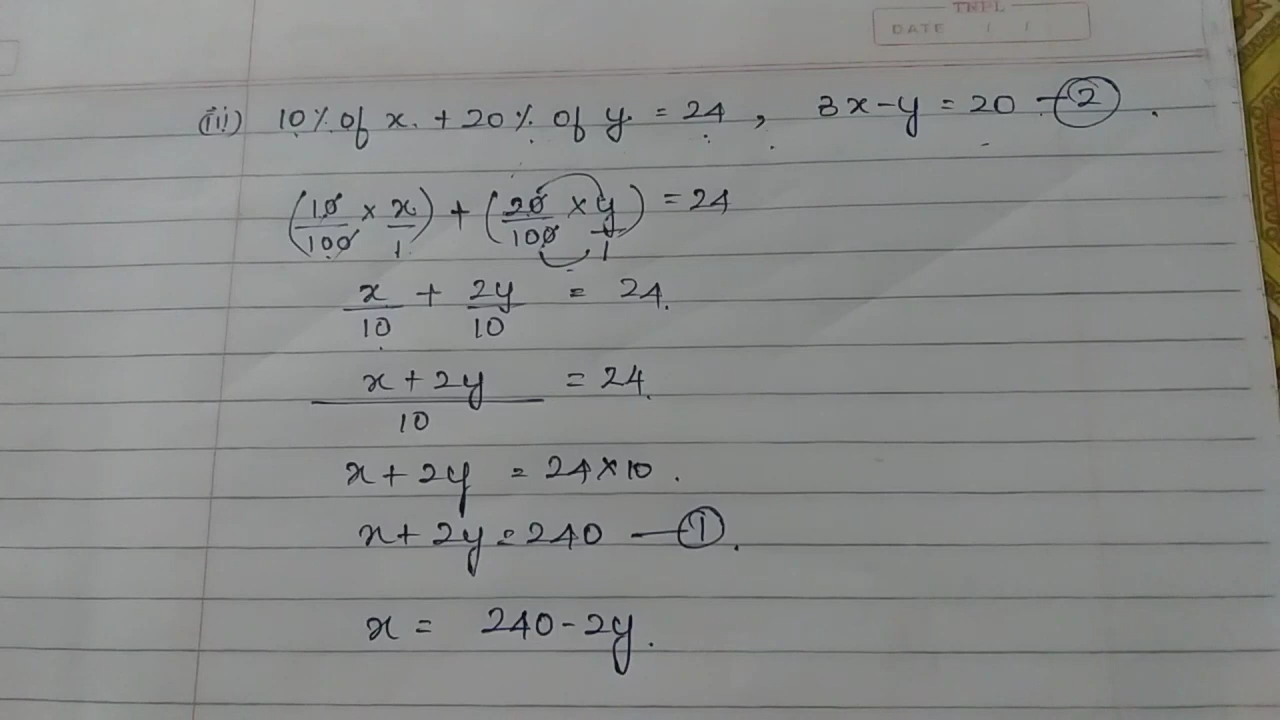 TNPL
DATE / /
(iii) 10% of x + 20% of y = 24, 3x - y = 20 — ②.
(10/100 × x/1) + (20/100 × y/1) = 24
x/10 + 2y/10 = 24.
x + 2y/10 = 24.
x + 2y = 24 × 10.
x + 2y = 240 — ①.
x = 240 - 2y.